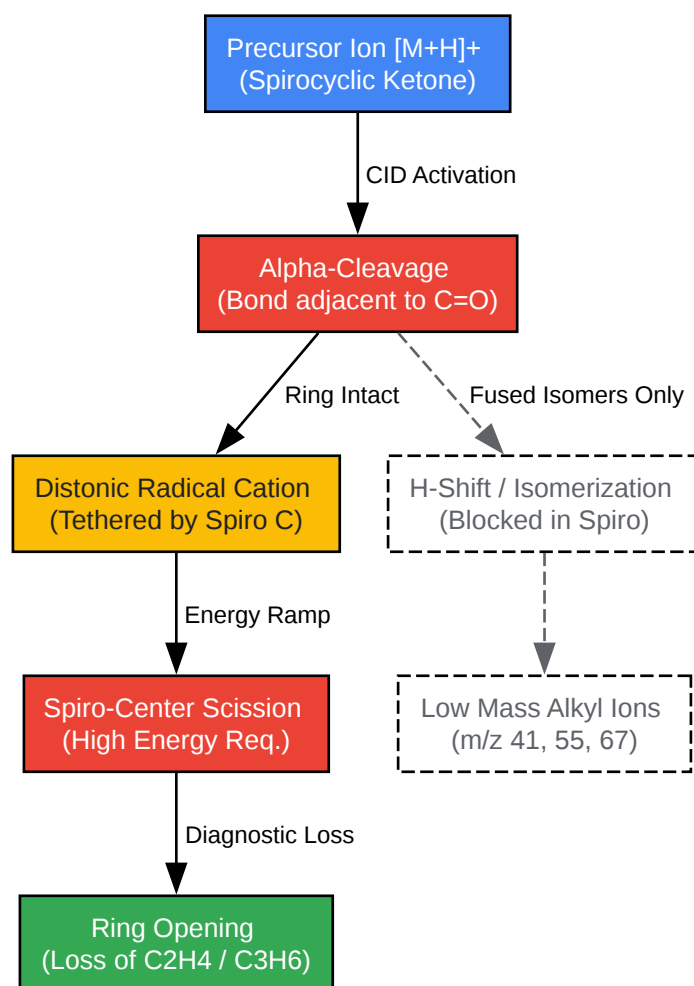 Precursor Ion [M+H]+
(Spirocyclic Ketone)
CID Activation
Alpha-Cleavage
(Bond adjacent to C=O)
Ring Intact
Fused Isomers Only
Distonic Radical Cation
(Tethered by Spiro C)
H-Shift / Isomerization
(Blocked in Spiro)
Energy Ramp
Spiro-Center Scission
(High Energy Req.)
Low Mass Alkyl Ions
(m/z 41, 55, 67)
Diagnostic Loss
Ring Opening
(Loss of C2H4 / C3H6)